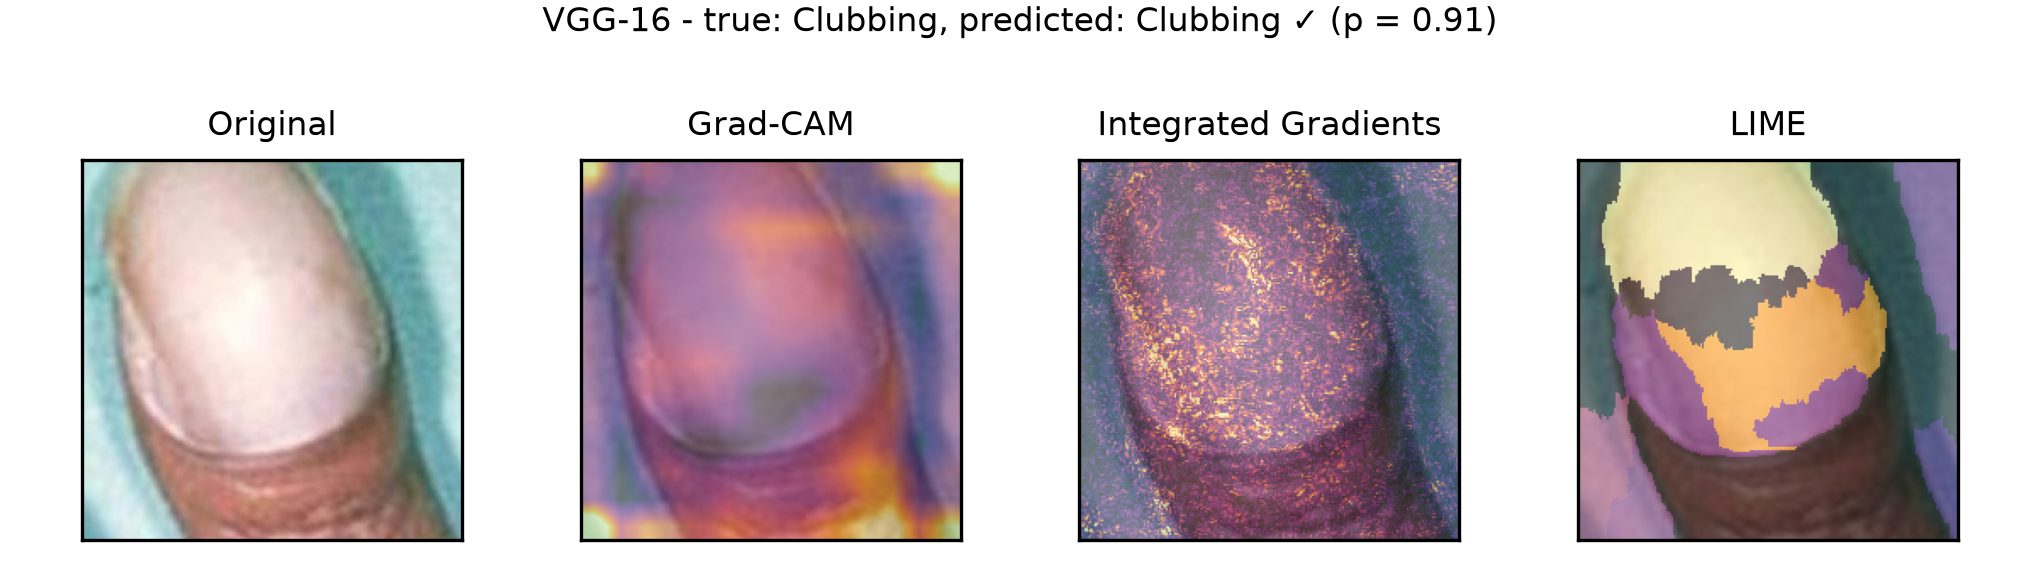 VGG-16 - true: Clubbing, predicted: Clubbing ✓ (p = 0.91)
Original
Grad-CAM
Integrated Gradients
LIME